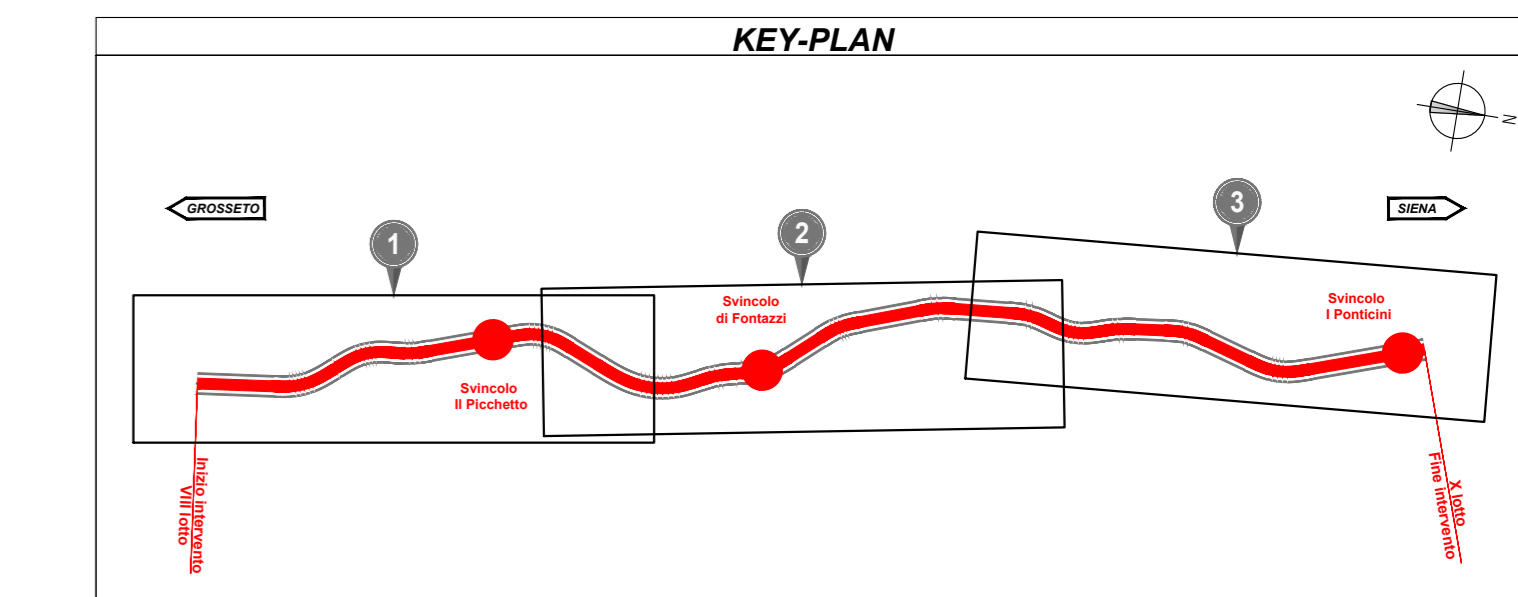 KEY-PLAN
N
GROSSETO
SIENA
1
2
3
Svincolo
di Fontazzi
Svincolo
I Ponticini
Svincolo
Il Picchetto
Inizio intervento
VIII lotto
X lotto
Fine intervento